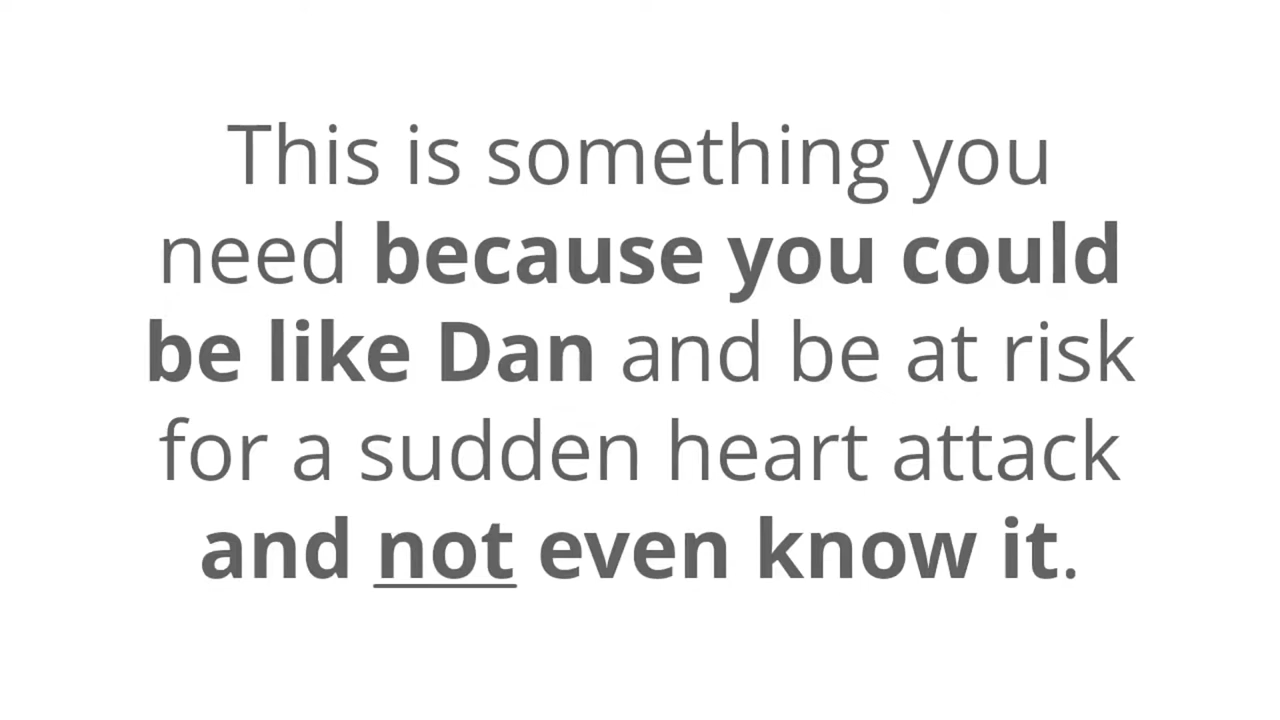 This is something you
need because you could
be like Dan and be at risk
for a sudden heart attack
and not even know it.